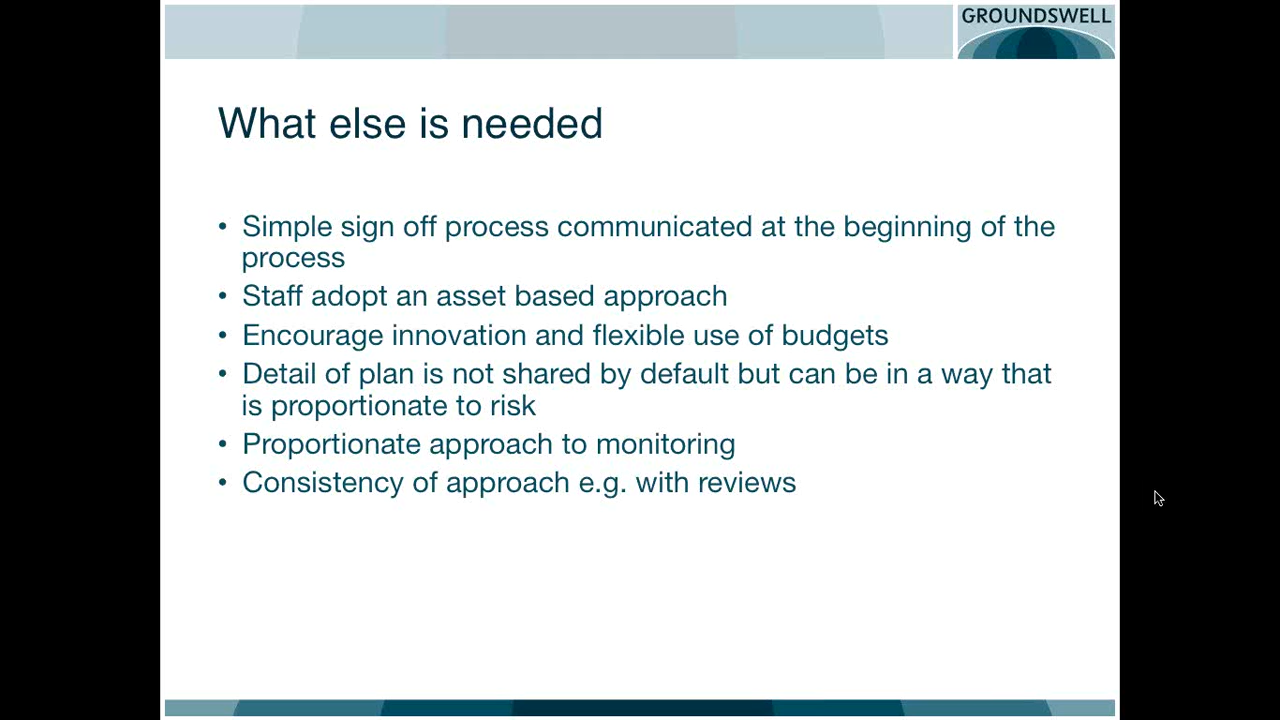 GROUNDSWELL
What else is needed
• Simple sign off process communicated at the beginning of the
process
• Staff adopt an asset based approach
• Encourage innovation and flexible use of budgets
• Detail of plan is not shared by default but can be in a way that
is proportionate to risk
• Proportionate approach to monitoring
• Consistency of approach e.g. with reviews